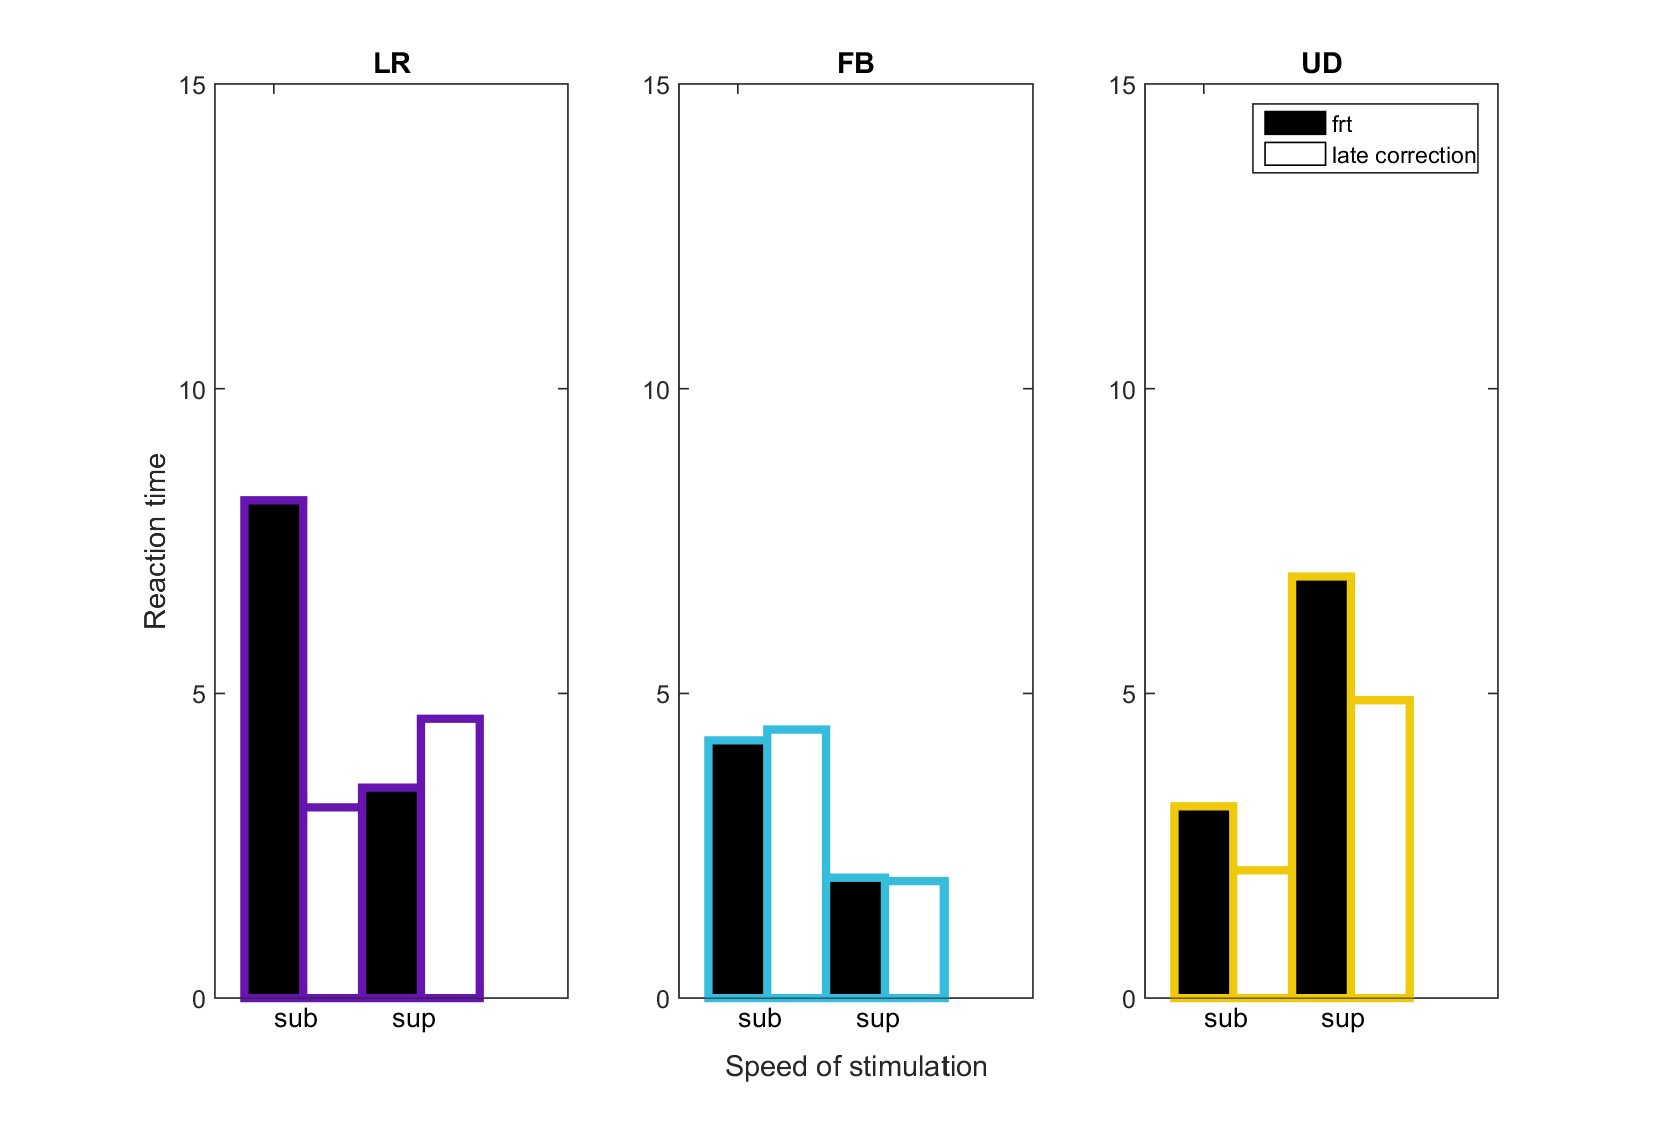 LR
FB
UD
15
10
5
0
15
10
5
0
15
10
5
0
frt
late correction
Reaction time
sub sup
sub sup
sub sup
Speed of stimulation